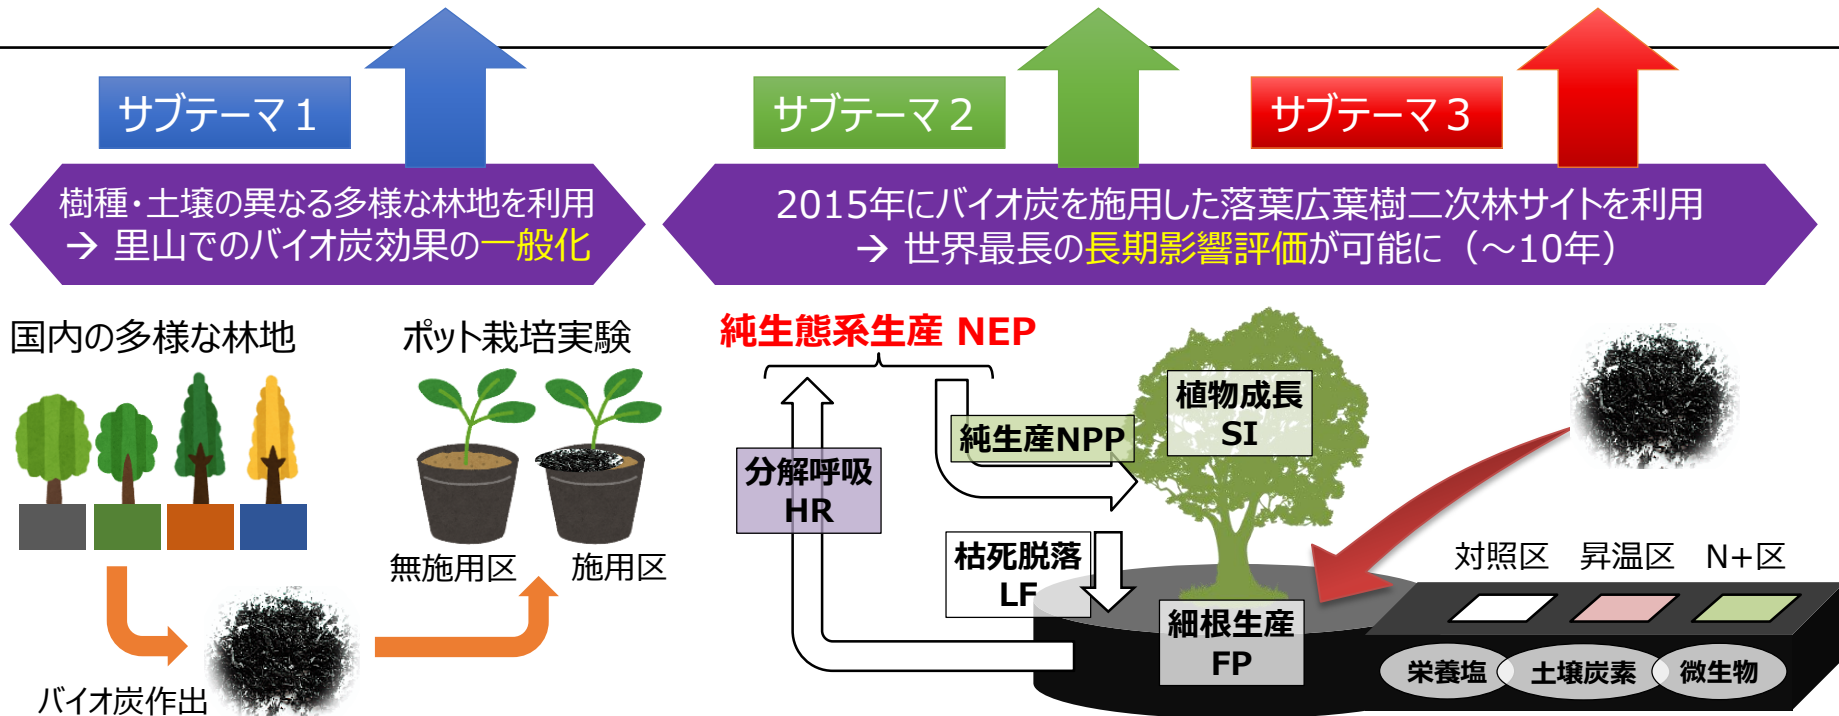 サブテーマ１
サブテーマ２
サブテーマ３
樹種・土壌の異なる多様な林地を利用
→ 里山でのバイオ炭効果の一般化
2015年にバイオ炭を施用した落葉広葉樹二次林サイトを利用
→ 世界最長の長期影響評価が可能に（～10年）
国内の多様な林地
ポット栽培実験
無施用区
施用区
バイオ炭作出
純生態系生産 NEP
植物成長
SI
純生産NPP
分解呼吸
HR
枯死脱落
LF
細根生産
FP
対照区
昇温区
N+区
栄養塩
土壌炭素
微生物